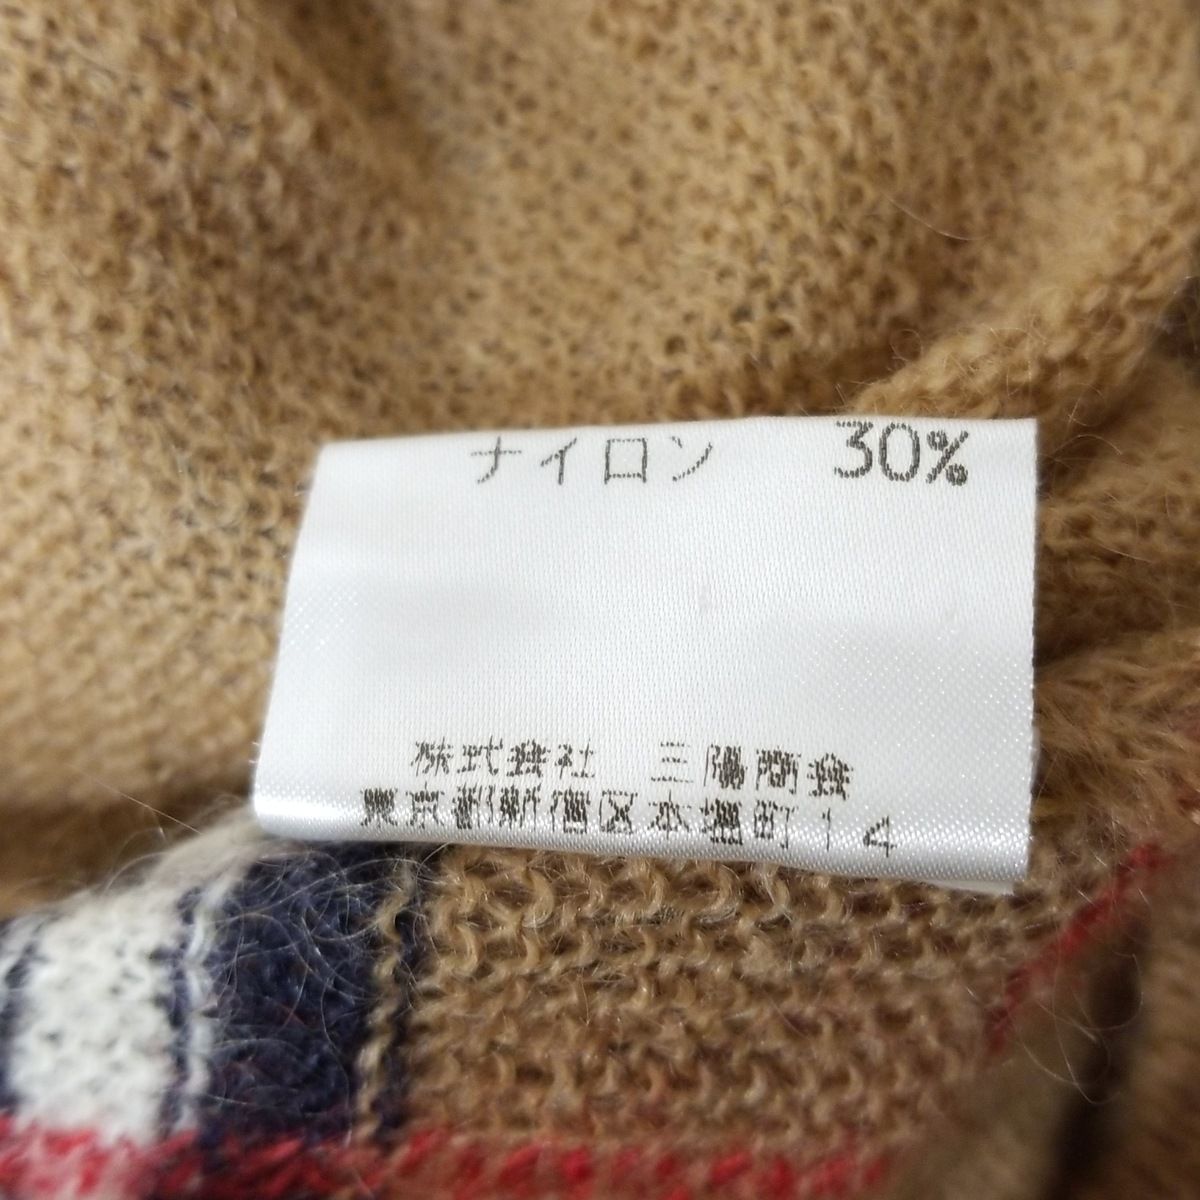 ナイロン 30%
株式会社 三陽商会
東京都新宿区本塩町14